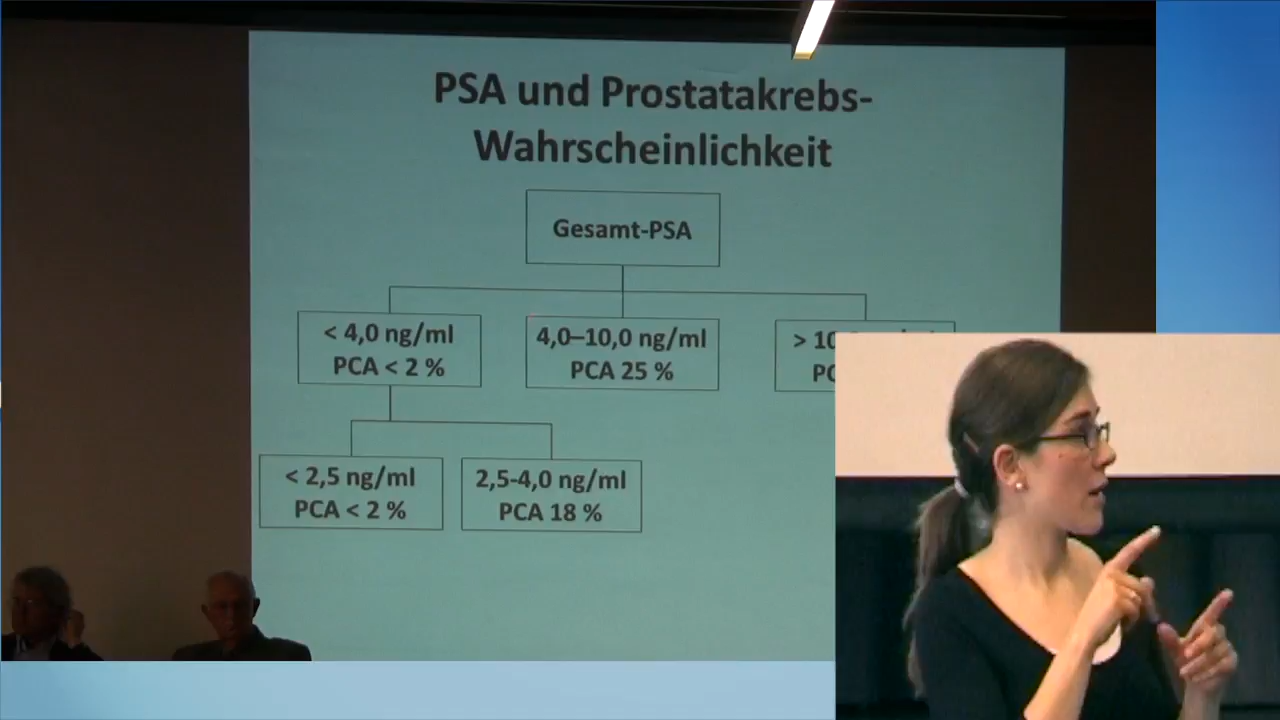 PSA und Prostatakrebs-
Wahrscheinlichkeit
Gesamt-PSA
< 4,0 ng/ml
PCA < 2 %
4,0–10,0 ng/ml
PCA 25 %
> 10
< 2,5 ng/ml
PCA < 2 %
2,5-4,0 ng/ml
PCA 18 %